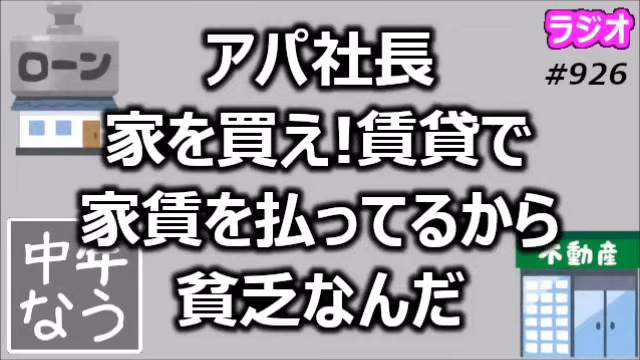 ラジオ
#926
ローン
アパ社長
家を買え!賃貸で
家賃を払ってるから
貧乏なんだ
中年
なう
不動産